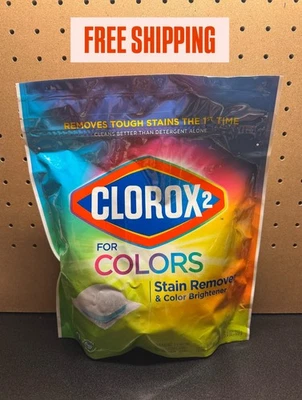 FREE SHIPPING
REMOVES TOUGH STAINS THE 1 TIME
CLEANS BETTER THAN DETERGENT ALONE
CLOROX2
FOR
COLORS
Stain Remover
& Color Brightener